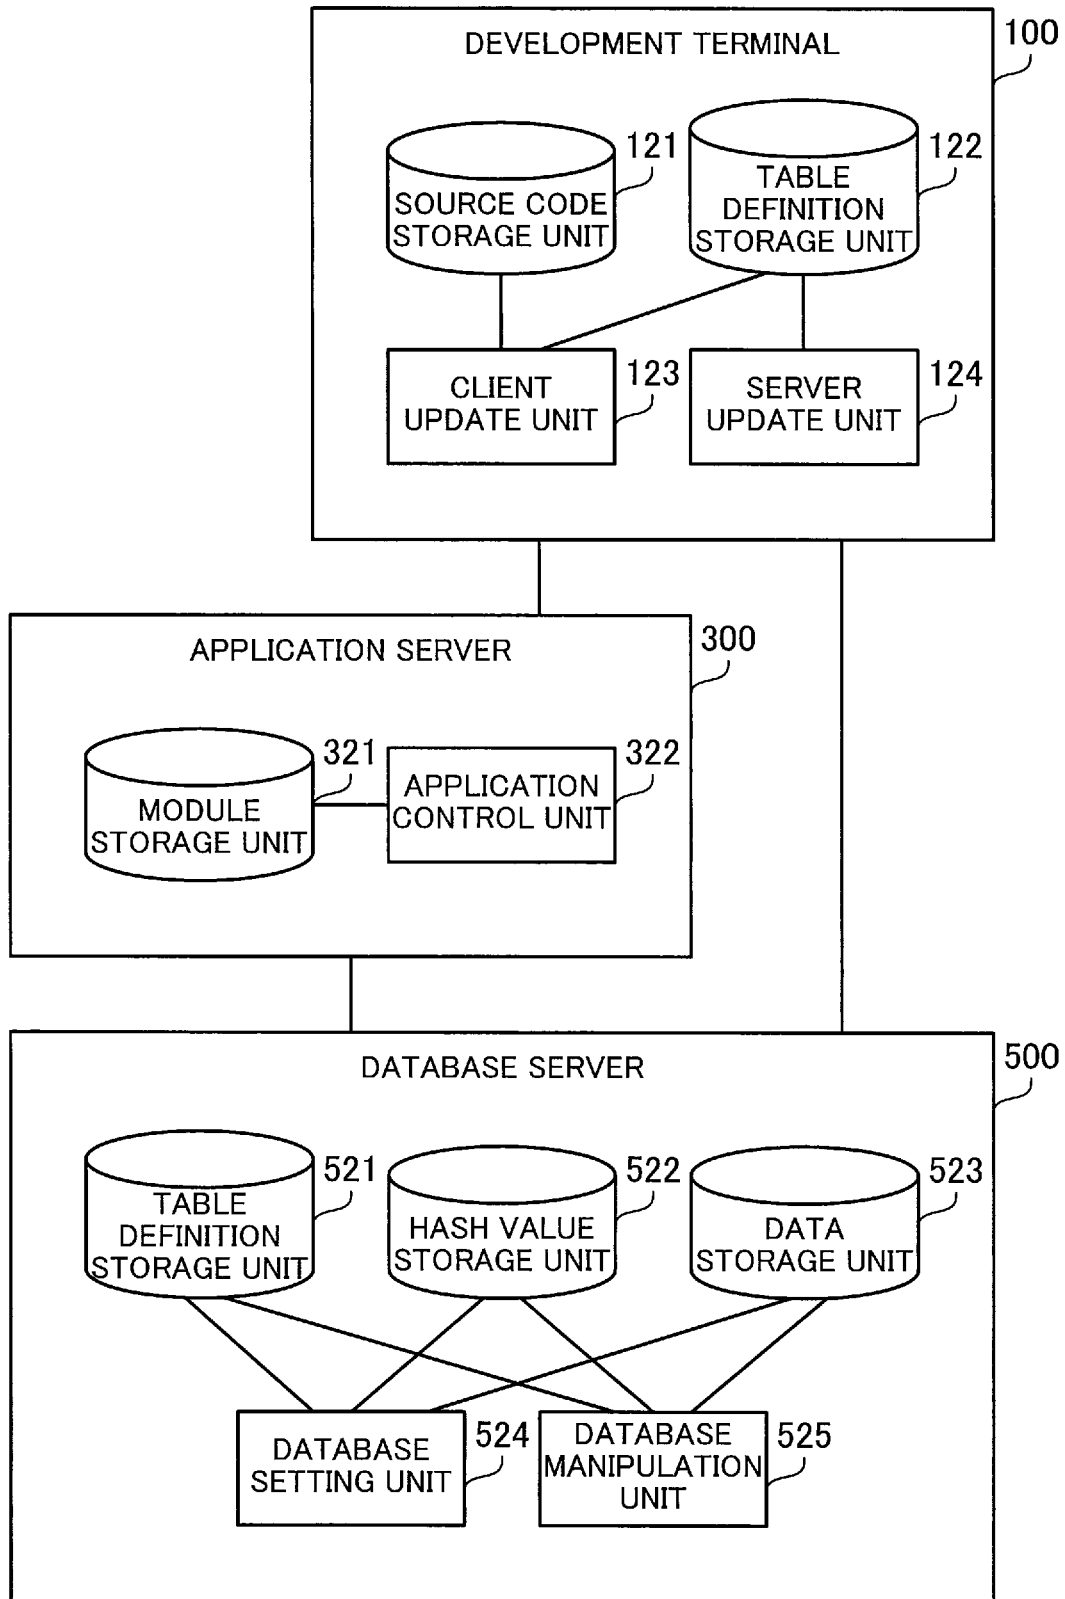 DEVELOPMENT TERMINAL
100
121
122
SOURCE CODE
STORAGE UNIT
TABLE
DEFINITION
STORAGE UNIT
CLIENT
UPDATE UNIT
123
SERVER
UPDATE UNIT
124
APPLICATION SERVER
300
MODULE
STORAGE UNIT
321
APPLICATION
CONTROL UNIT
322
DATABASE SERVER
500
TABLE
DEFINITION
STORAGE UNIT
521
HASH VALUE
STORAGE UNIT
522
DATA
STORAGE UNIT
523
DATABASE
SETTING UNIT
524
DATABASE
MANIPULATION
UNIT
525